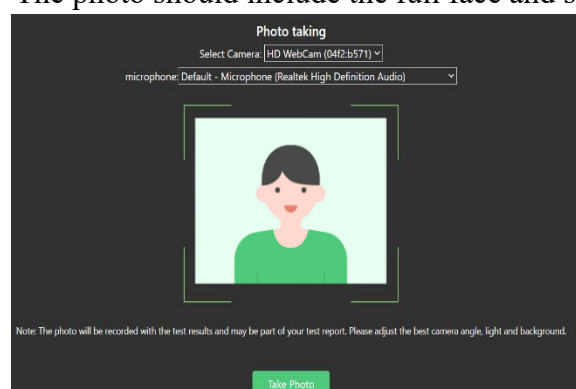 The photo should include the full face and s
Photo taking
Select Camera: HD WebCam (04f2:b571)
microphone: Default - Microphone (Realtek High Definition Audio)
Note: The photo will be recorded with the test results and may be part of your test report. Please adjust the best camera angle, light and background.
Take Photo